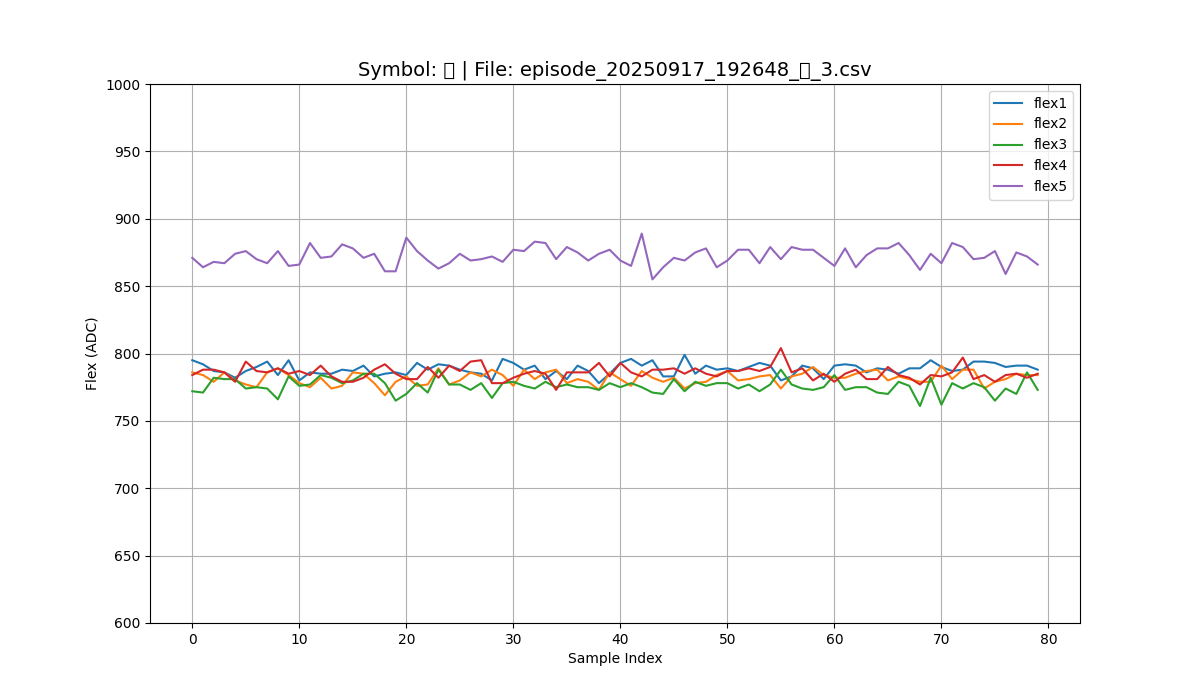 Symbol: | File: episode_20250917_192648_ _3.csv
1000
950
900
850
800
750
700
650
600
Flex (ADC)
flex1
flex2
flex3
flex4
flex5
0 10 20 30 40 50 60 70 80
Sample Index